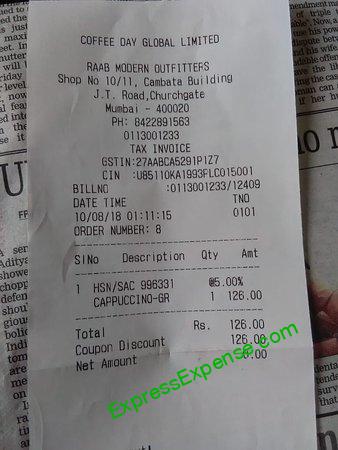 COFFEE DAY GLOBAL LIMITED
RAAB MODERN OUTFITTERS
Shop No 10/11, Cambata Building
J.T. Road,Churchgate
Mumbai - 400020
PH: 8422891563
0113001233
TAX INVOICE
GSTIN:27AABCA5291P1Z7
CIN :U85110KA1993PLC015001
BILLNO :0113001233/12409
DATE TIME TNO
10/08/18 01:11:15 0101
ORDER NUMBER: 8
SlNo Description Qty Amt
1 HSN/SAC 996331 @5.00%
CAPPUCCINO-GR 1 126.00
Total Rs. 126.00
Coupon Discount 126.00
Net Amount 0.00
ExpressExpense.com